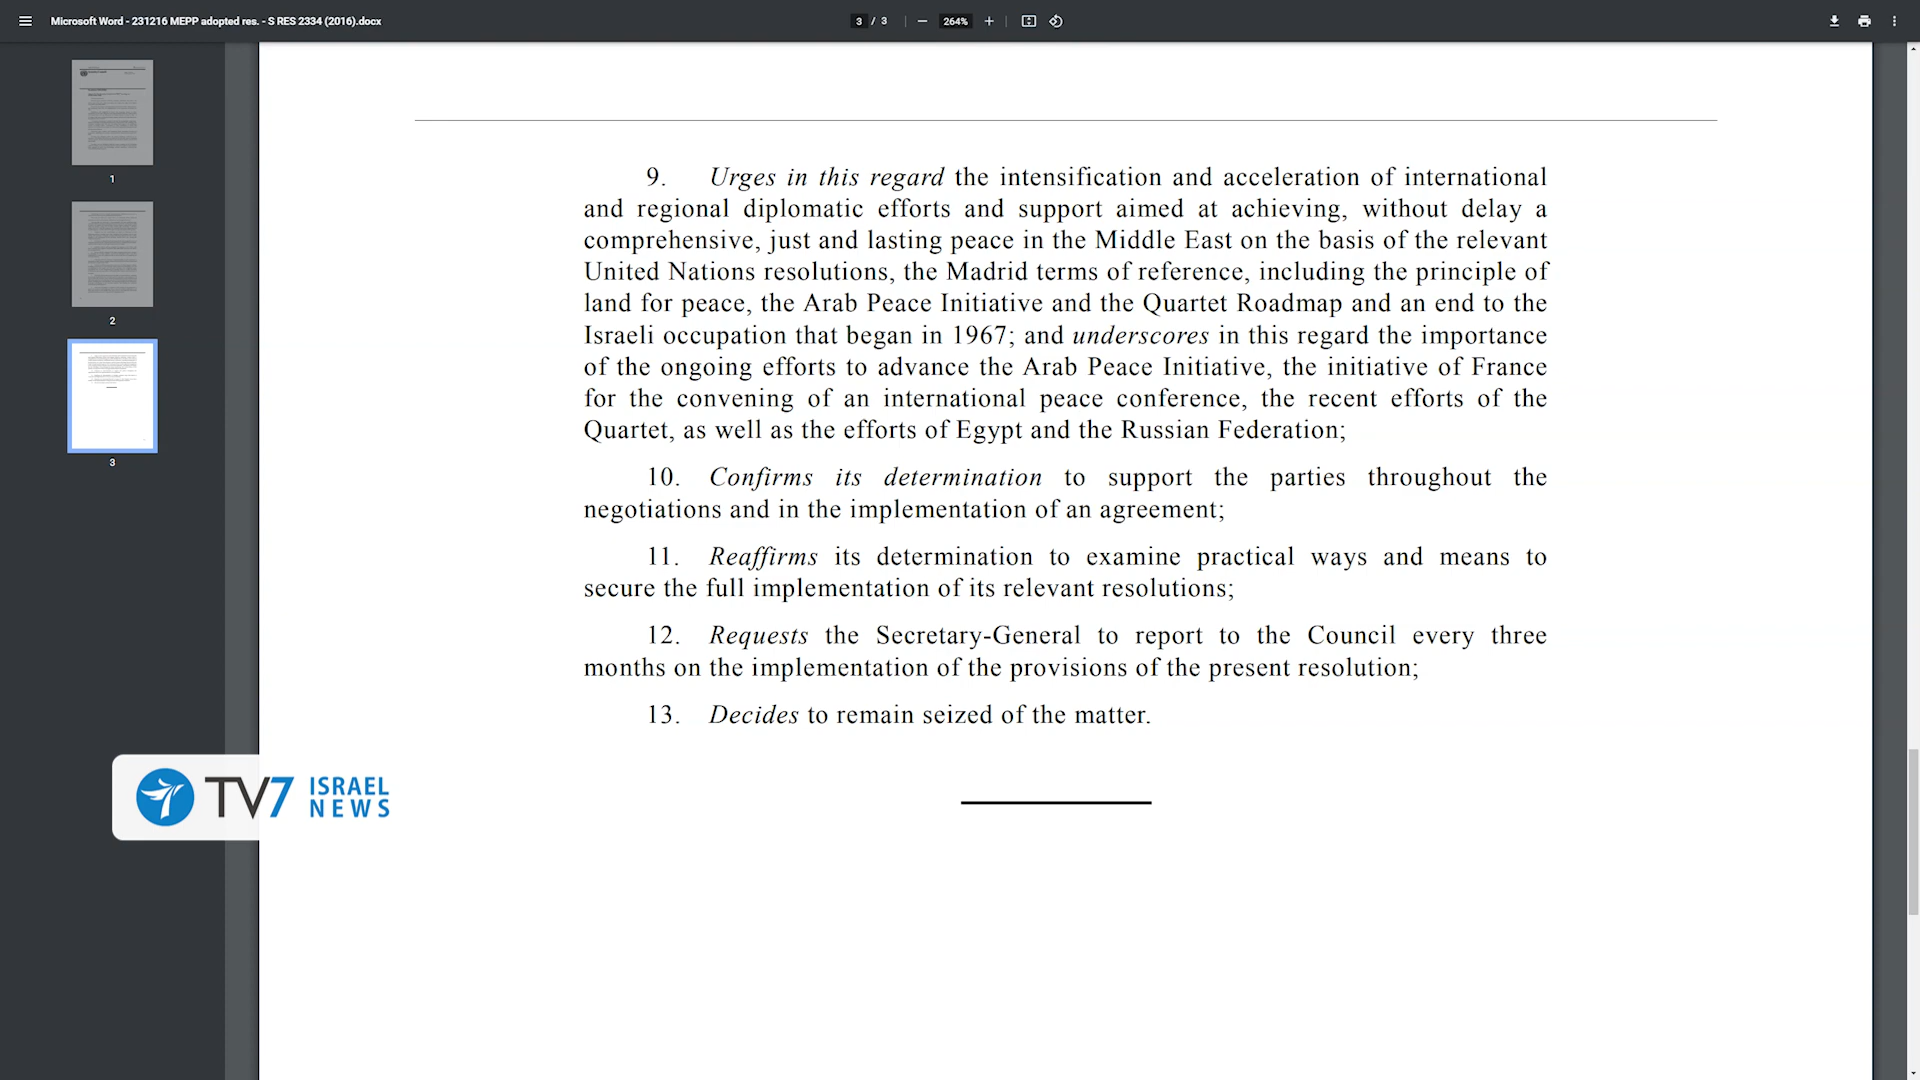 Microsoft Word - 231216 MEPP adopted res. - S RES 2334 (2016).docx
3 / 3
264%
1
2
3
9. Urges in this regard the intensification and acceleration of international
and regional diplomatic efforts and support aimed at achieving, without delay a
comprehensive, just and lasting peace in the Middle East on the basis of the relevant
United Nations resolutions, the Madrid terms of reference, including the principle of
land for peace, the Arab Peace Initiative and the Quartet Roadmap and an end to the
Israeli occupation that began in 1967; and underscores in this regard the importance
of the ongoing efforts to advance the Arab Peace Initiative, the initiative of France
for the convening of an international peace conference, the recent efforts of the
Quartet, as well as the efforts of Egypt and the Russian Federation;
10. Confirms its determination to support the parties throughout the
negotiations and in the implementation of an agreement;
11. Reaffirms its determination to examine practical ways and means to
secure the full implementation of its relevant resolutions;
12. Requests the Secretary-General to report to the Council every three
months on the implementation of the provisions of the present resolution;
13. Decides to remain seized of the matter.
TV7 ISRAEL
NEWS